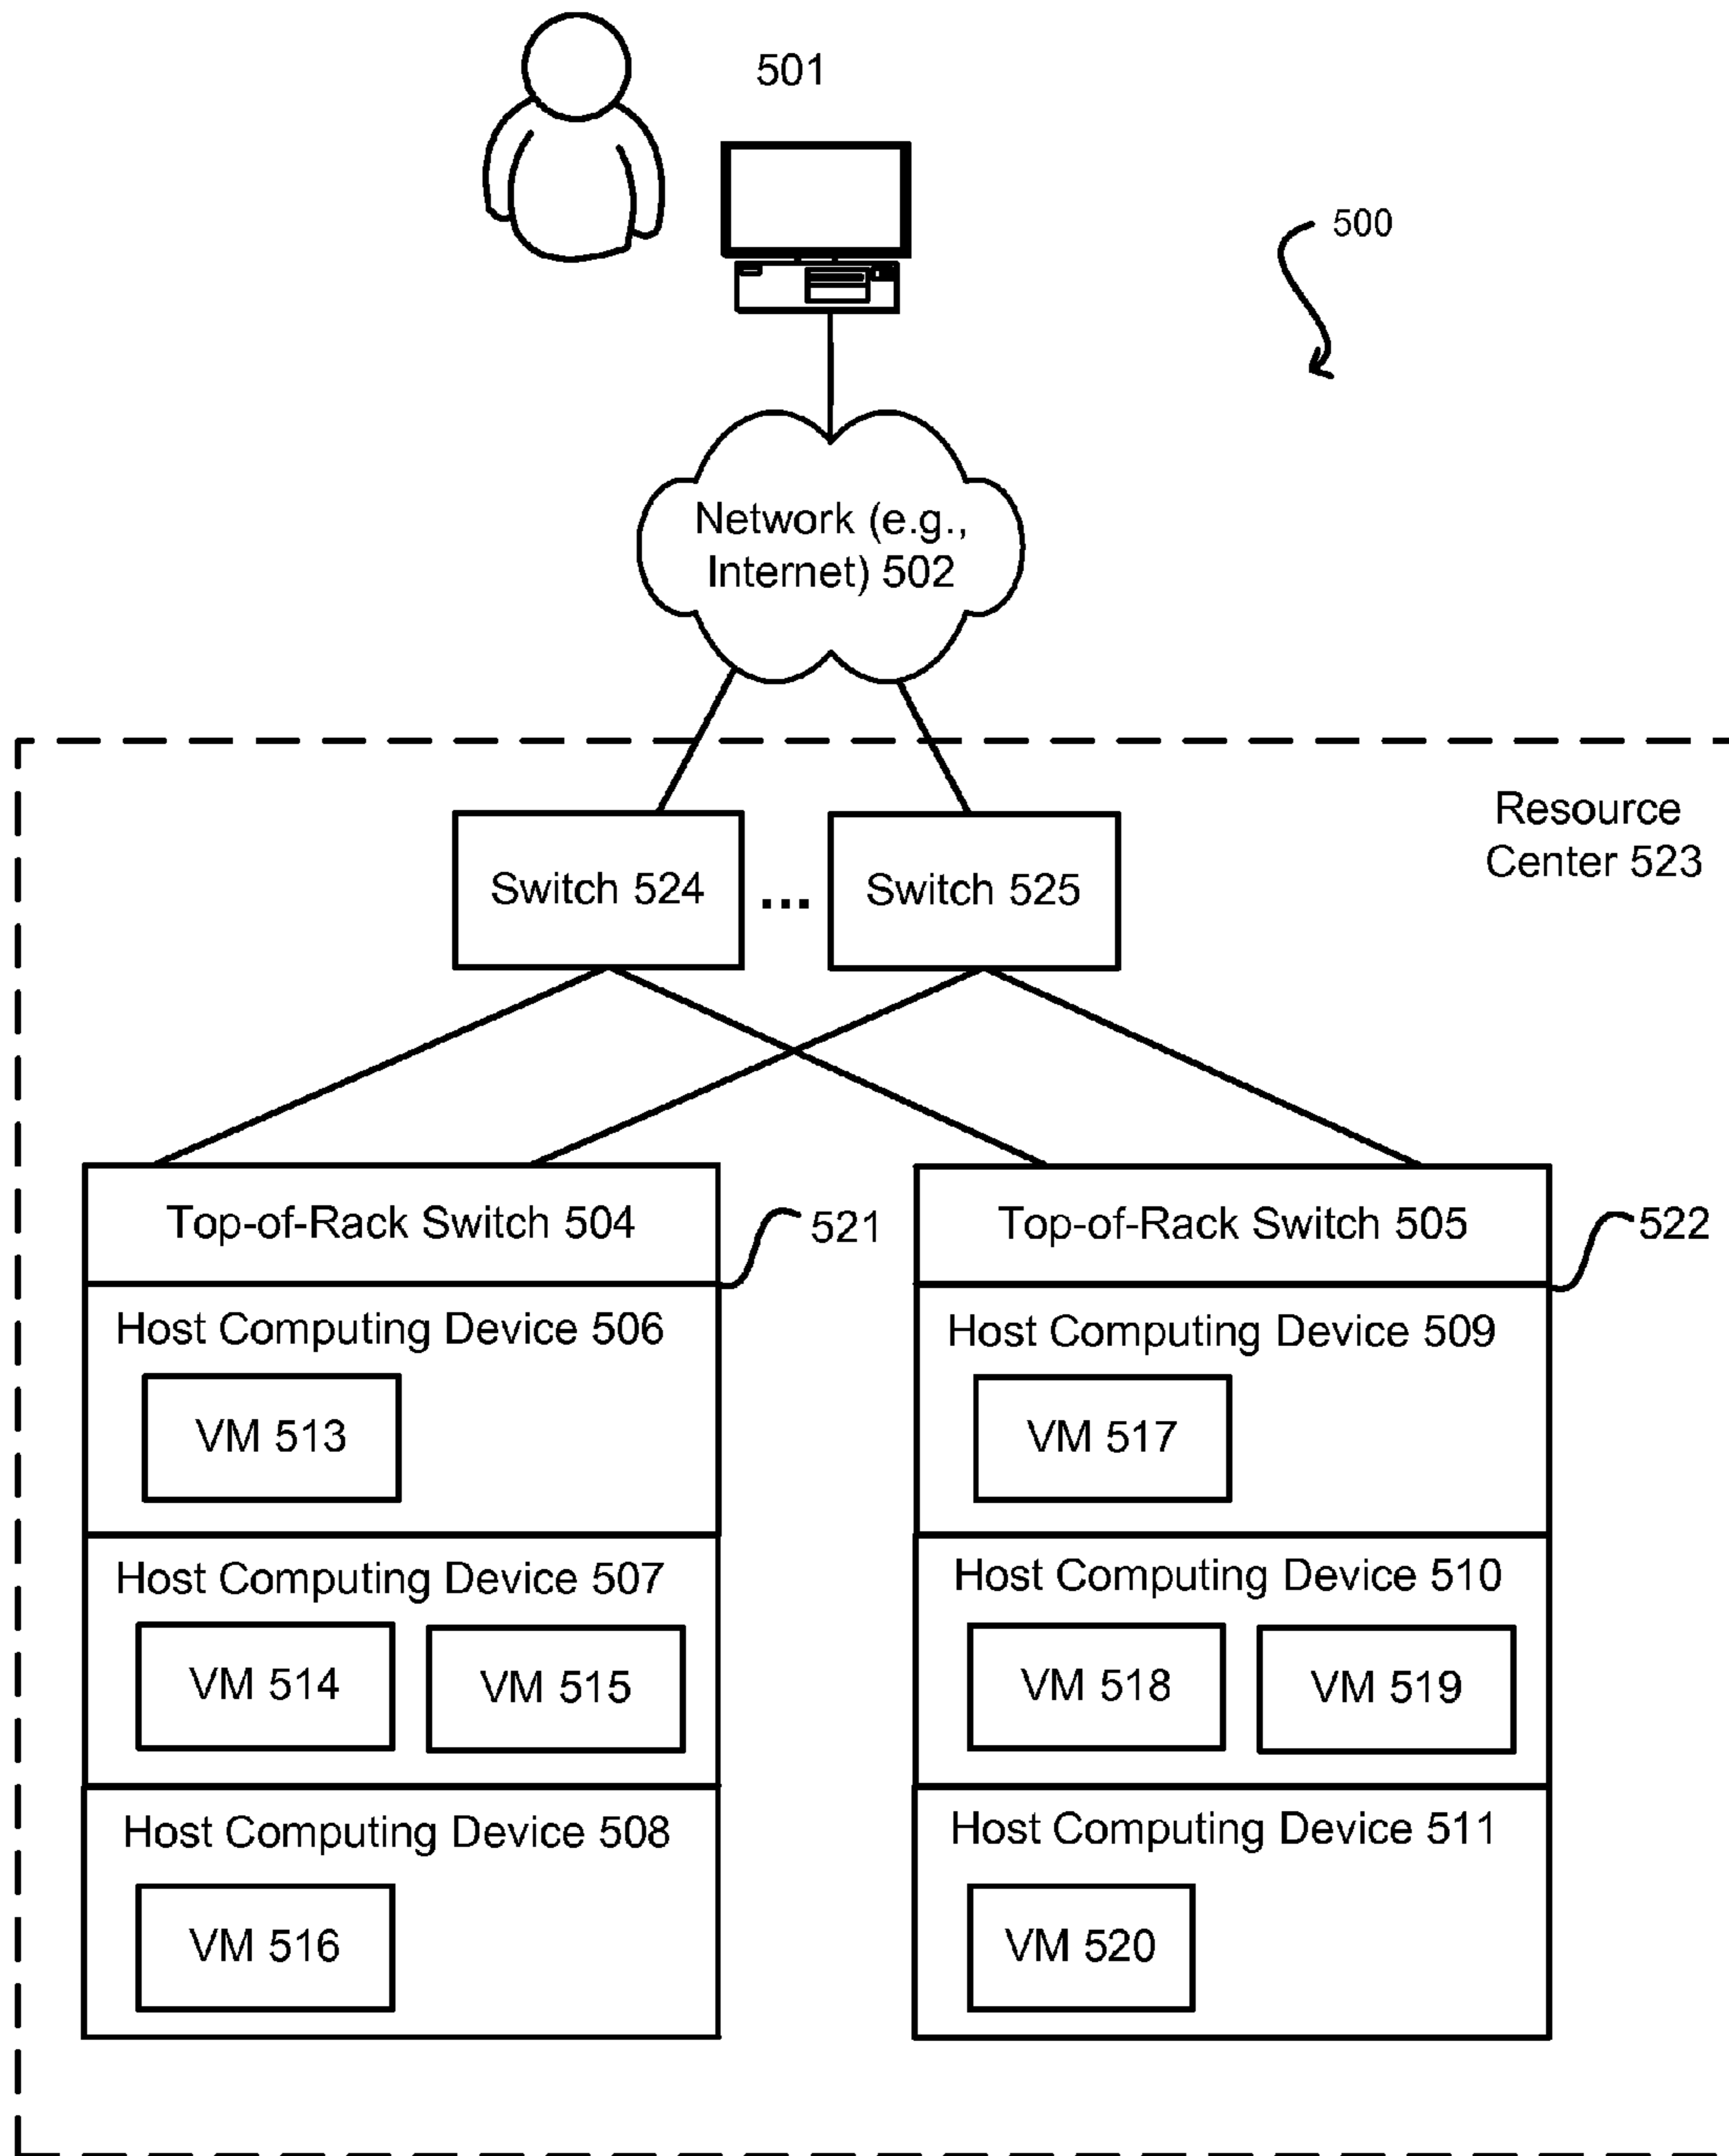 501
500
Network (e.g.,
Internet) 502
Resource
Center 523
Switch 524
...
Switch 525
Top-of-Rack Switch 504
521
Top-of-Rack Switch 505
522
Host Computing Device 506
Host Computing Device 509
VM 513
VM 517
Host Computing Device 507
Host Computing Device 510
VM 514
VM 515
VM 518
VM 519
Host Computing Device 508
Host Computing Device 511
VM 516
VM 520